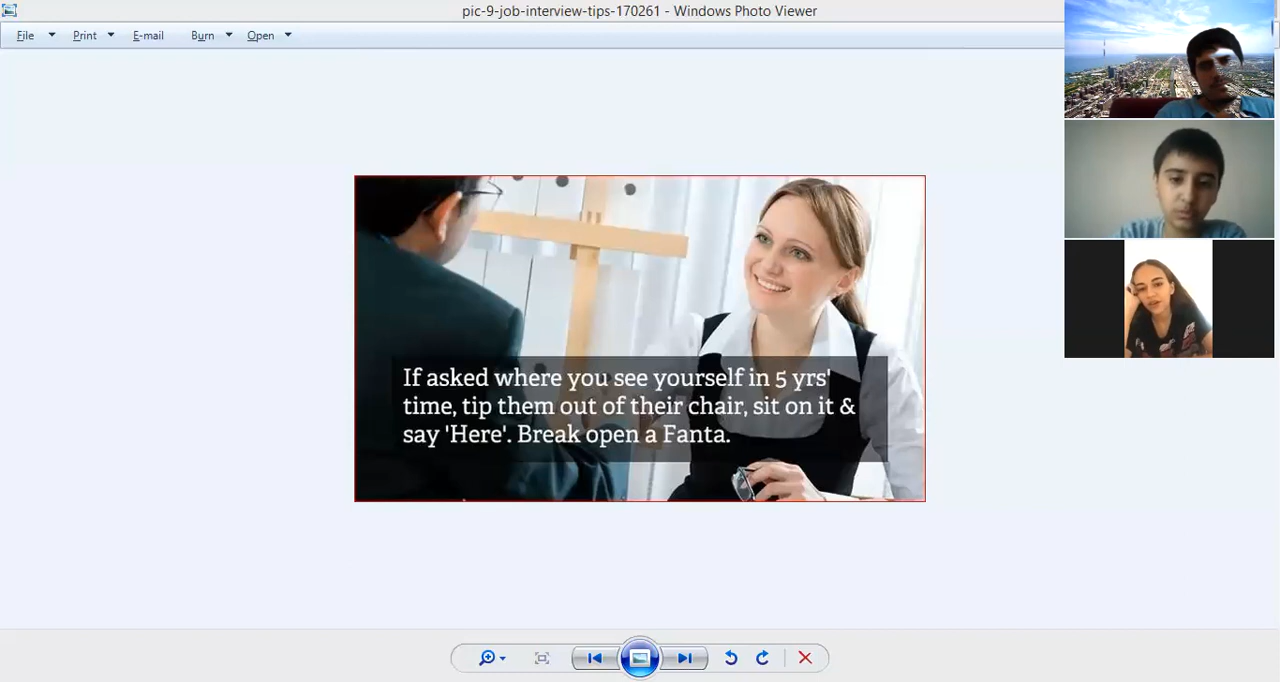 pic-9-job-interview-tips-170261 - Windows Photo Viewer
File Print E-mail Burn Open
If asked where you see yourself in 5 yrs'
time, tip them out of their chair, sit on it &
say 'Here'. Break open a Fanta.